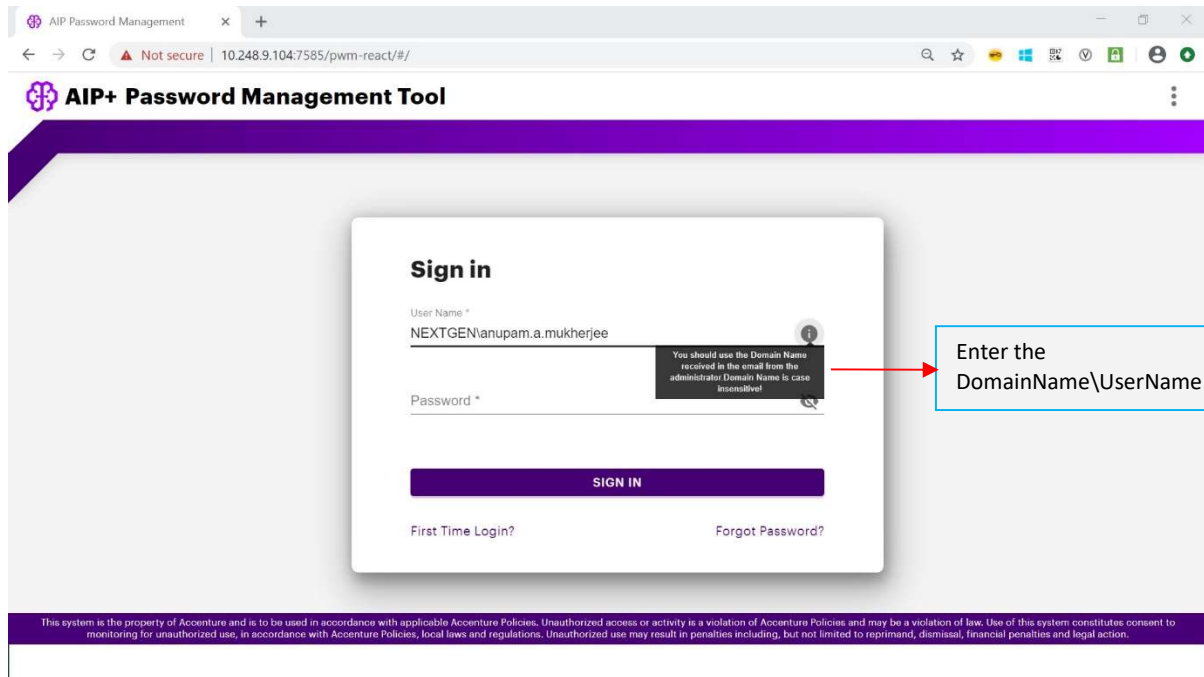 AIP Password Management
Not secure | 10.248.9.104:7585/pwm-react/#/
AIP+ Password Management Tool
Sign in
User Name *
NEXTGEN\anupam.a.mukherjee
You should use the Domain Name
received in the email from the
administrator.Domain Name is case
insensitive!
Enter the
DomainName\UserName
Password *
SIGN IN
First Time Login?
Forgot Password?
This system is the property of Accenture and is to be used in accordance with applicable Accenture Policies. Unauthorized access or activity is a violation of Accenture Policies and may be a violation of law. Use of this system constitutes consent to
monitoring for unauthorized use, in accordance with Accenture Policies, local laws and regulations. Unauthorized use may result in penalties including, but not limited to reprimand, dismissal, financial penalties and legal action.